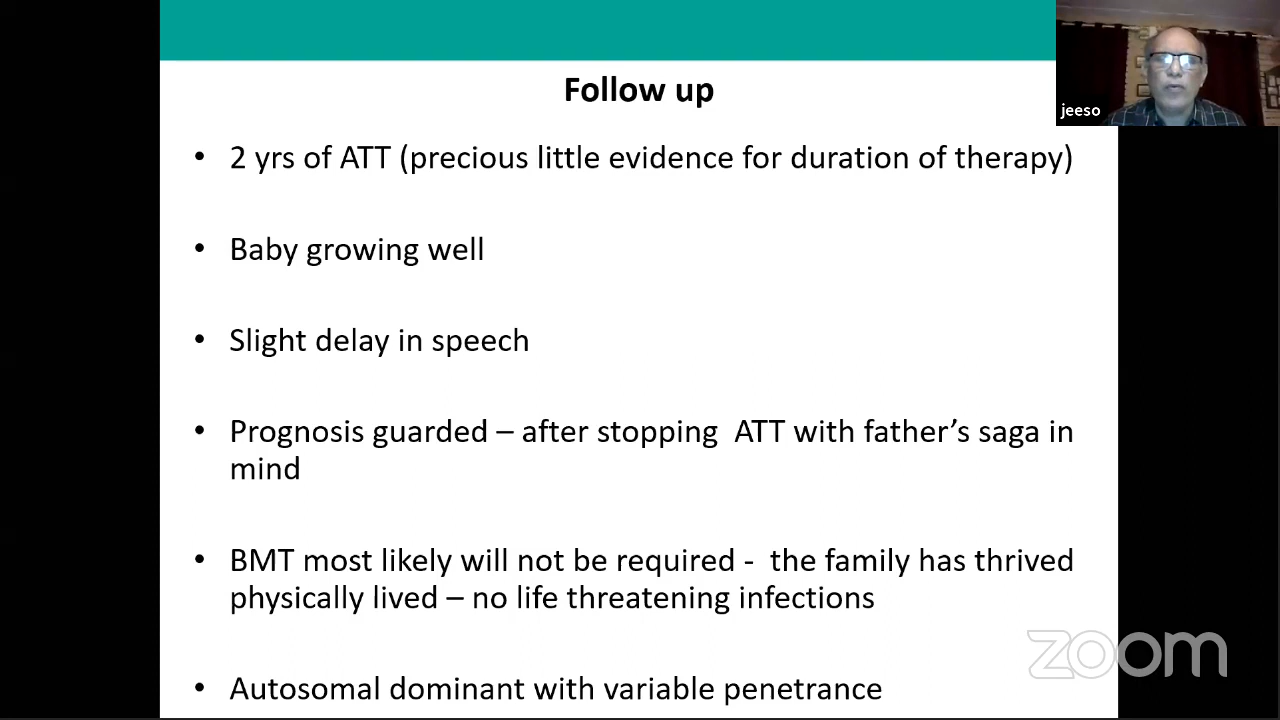 jeeso
Follow up
• 2 yrs of ATT (precious little evidence for duration of therapy)
• Baby growing well
• Slight delay in speech
• Prognosis guarded – after stopping  ATT with father’s saga in
mind
• BMT most likely will not be required -  the family has thrived
physically lived – no life threatening infections
zoom
• Autosomal dominant with variable penetrance